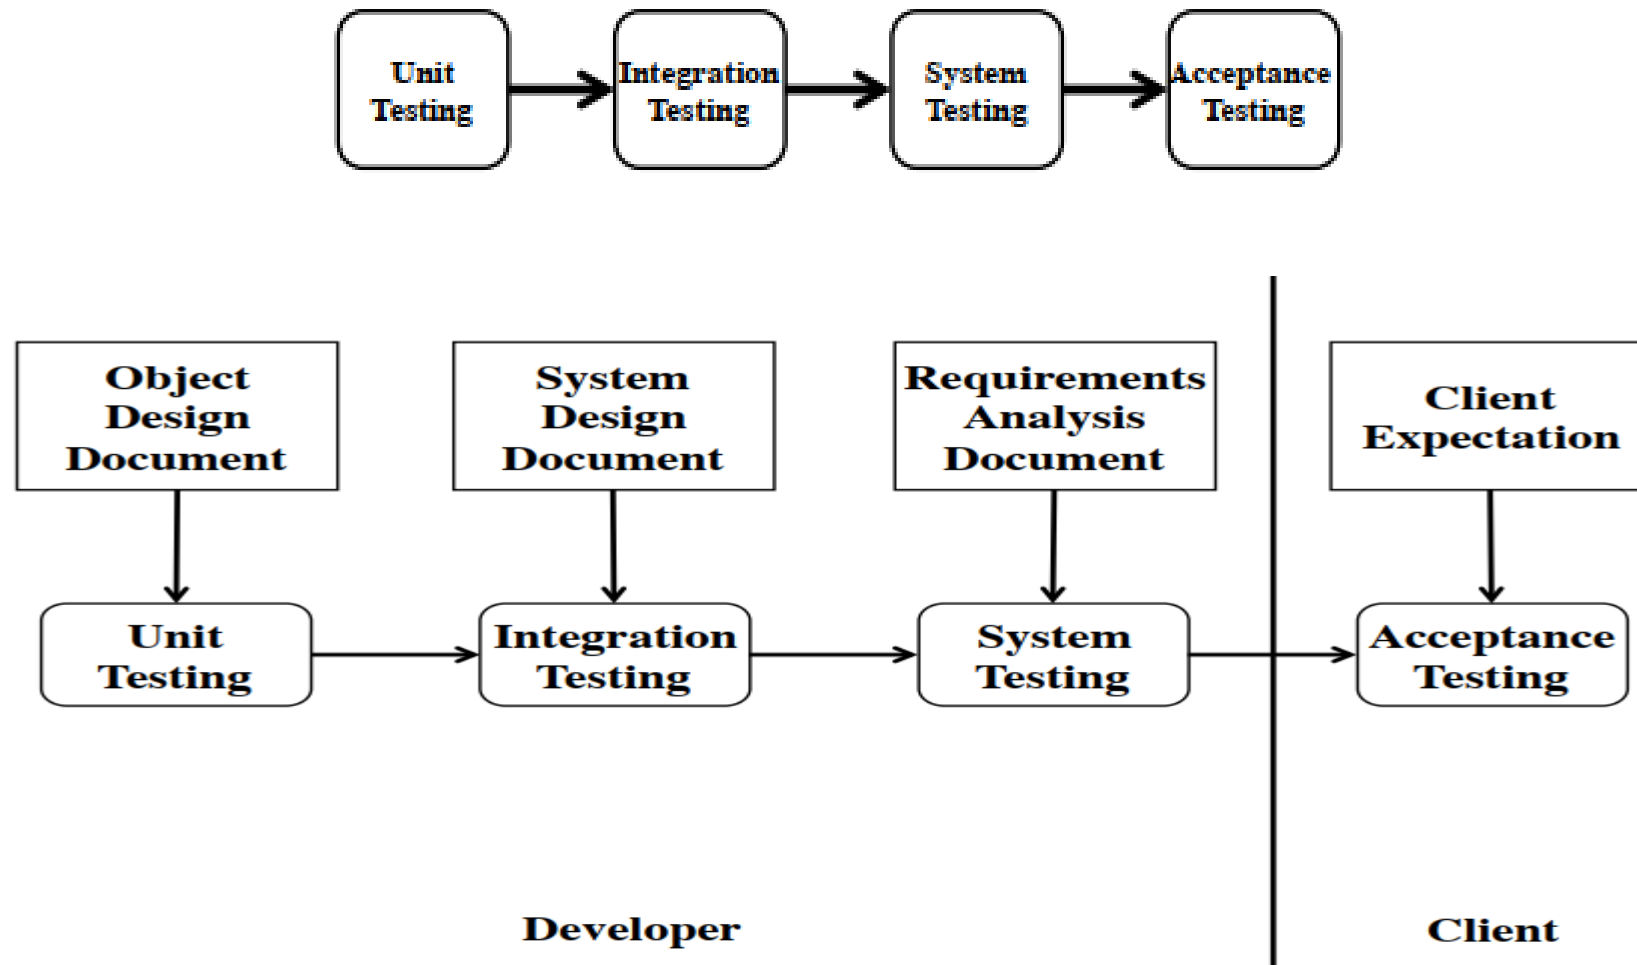 Unit
Testing
Integration
Testing
System
Testing
Acceptance
Testing
Object
Design
Document
System
Design
Document
Requirements
Analysis
Document
Client
Expectation
Unit
Testing
Integration
Testing
System
Testing
Acceptance
Testing
Developer
Client